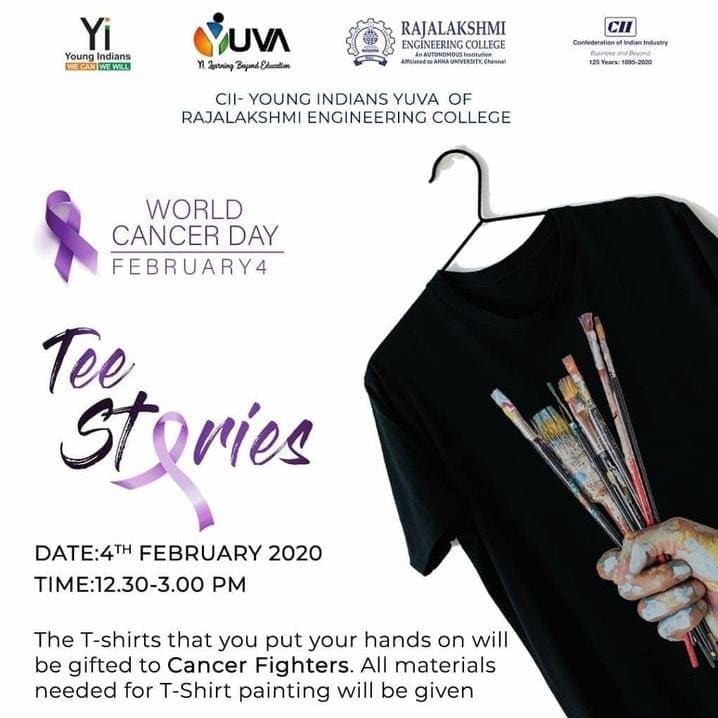 Yi
Young Indians
WE CAN WE WILL
YUVA
Yi Learning Beyond Education
RAJALAKSHMI
ENGINEERING COLLEGE
An AUTONOMOUS Institution
Affiliated to ANNA UNIVERSITY, Chennai
CII
Confederation of Indian Industry
Business and Beyond
125 Years: 1895-2020
CII- YOUNG INDIANS YUVA OF
RAJALAKSHMI ENGINEERING COLLEGE
WORLD
CANCER DAY
FEBRUARY 4
Tee
Stories
DATE:4TH FEBRUARY 2020
TIME:12.30-3.00 PM
The T-shirts that you put your hands on will
be gifted to Cancer Fighters. All materials
needed for T-Shirt painting will be given